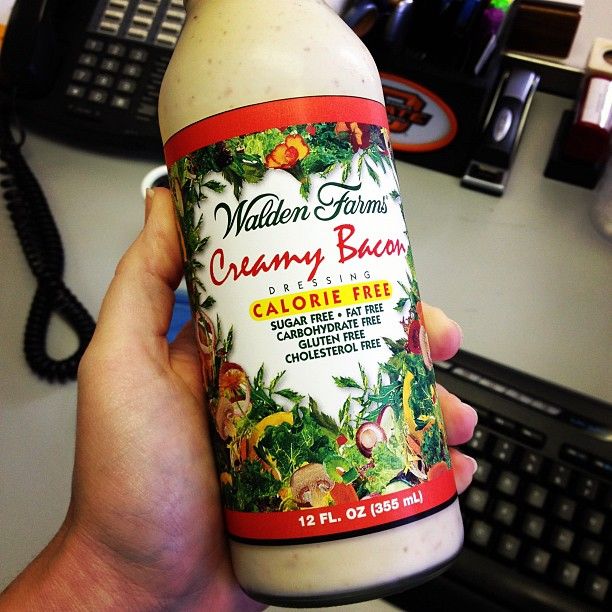 Walden Farms®
Creamy Bacon
DRESSING
CALORIE FREE
SUGAR FREE • FAT FREE
CARBOHYDRATE FREE
GLUTEN FREE
CHOLESTEROL FREE
12 FL. OZ (355 mL)